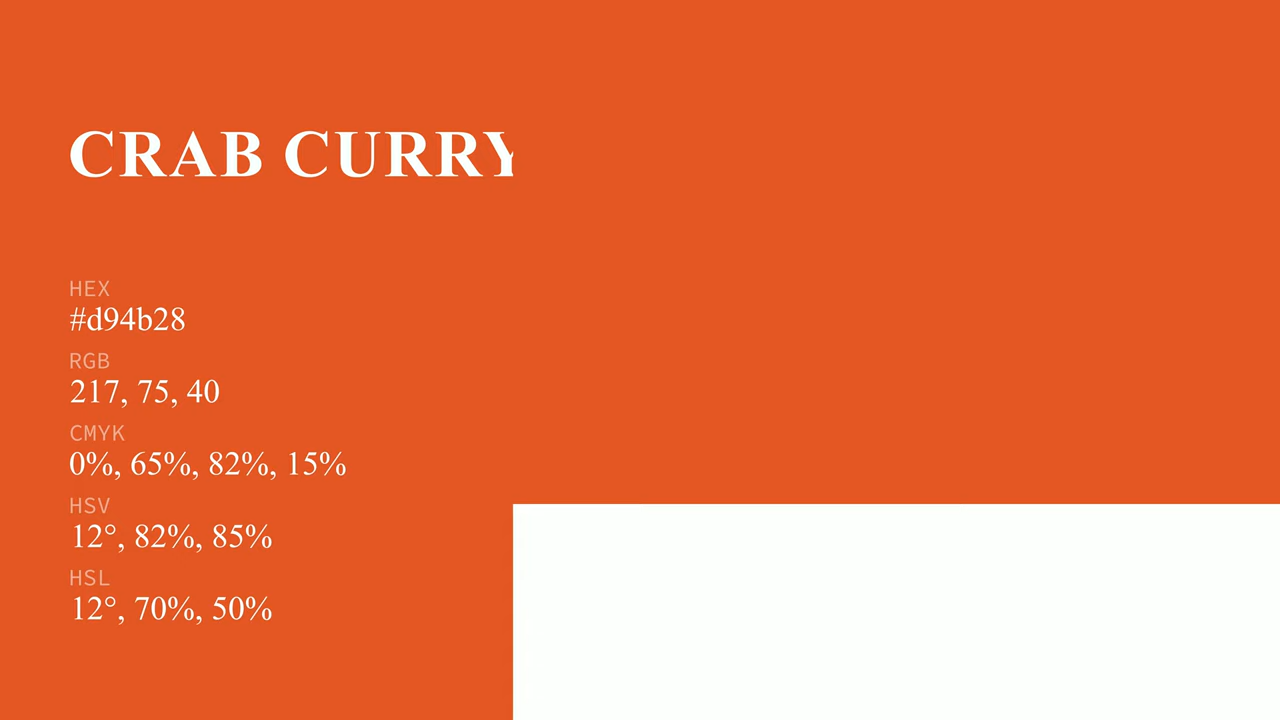 CRAB CURRY
HEX
#d94b28
RGB
217, 75, 40
CMYK
0%, 65%, 82%, 15%
HSV
12°, 82%, 85%
HSL
12°, 70%, 50%